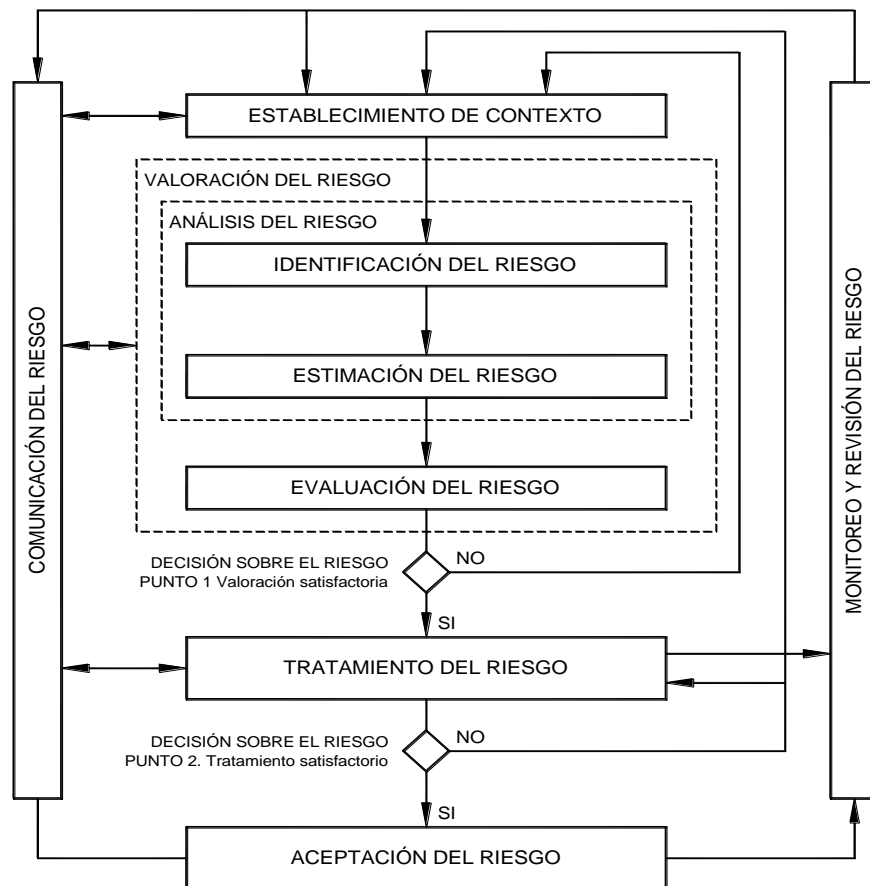 ESTABLECIMIENTO DE CONTEXTO
VALORACIÓN DEL RIESGO
ANÁLISIS DEL RIESGO
IDENTIFICACIÓN DEL RIESGO
ESTIMACIÓN DEL RIESGO
EVALUACIÓN DEL RIESGO
DECISIÓN SOBRE EL RIESGO
PUNTO 1 Valoración satisfactoria
NO
SI
TRATAMIENTO DEL RIESGO
DECISIÓN SOBRE EL RIESGO
PUNTO 2. Tratamiento satisfactorio
NO
SI
ACEPTACIÓN DEL RIESGO
COMUNICACIÓN DEL RIESGO
MONITOREO Y REVISIÓN DEL RIESGO